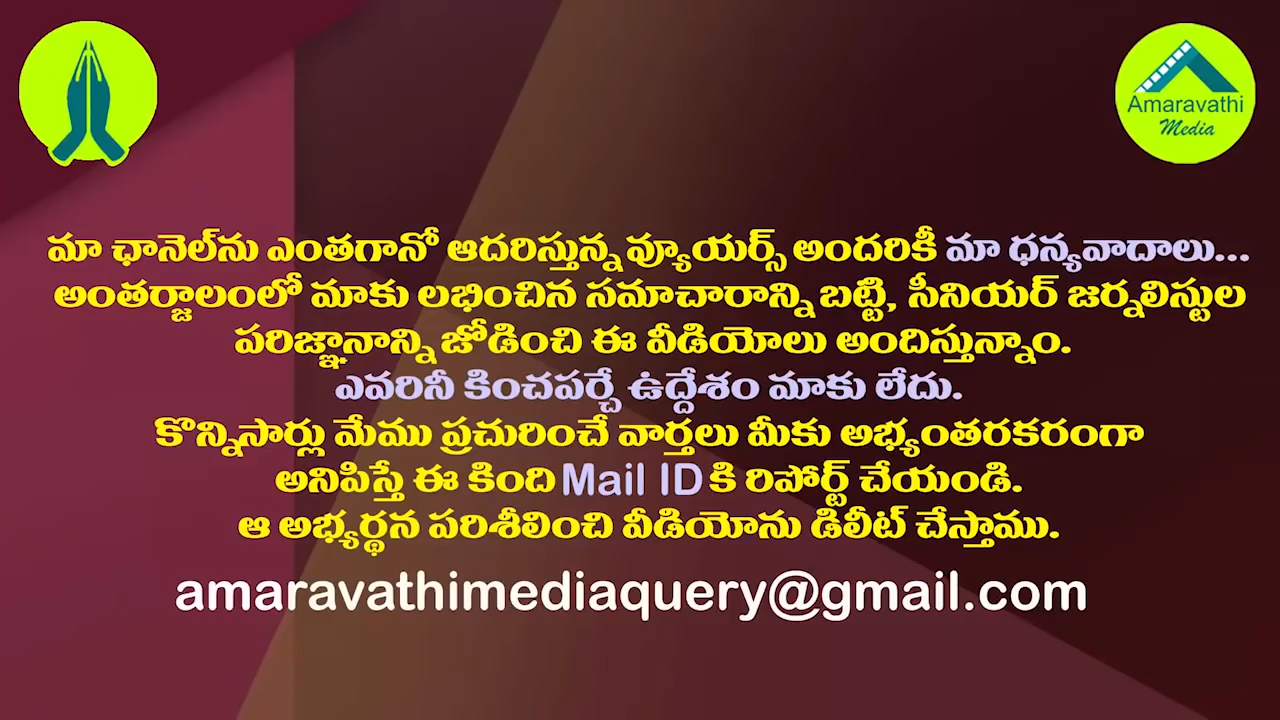 Amaravathi
Media
మా ఛానెల్‌ను ఎంతగానో ఆదరిస్తున్న వ్యూయర్స్ అందరికీ మా ధన్యవాదాలు...
అంతర్జాలంలో మాకు లభించిన సమాచారాన్ని బట్టి, సీనియర్ జర్నలిస్టుల
పరిజ్ఞానాన్ని జోడించి ఈ వీడియోలు అందిస్తున్నాం.
ఎవరినీ కించపర్చే ఉద్దేశం మాకు లేదు.
కొన్నిసార్లు మేము ప్రచురించే వార్తలు మీకు అభ్యంతరకరంగా
అనిపిస్తే ఈ కింది Mail ID కి రిపోర్ట్ చేయండి.
ఆ అభ్యర్థన పరిశీలించి వీడియోను డిలీట్ చేస్తాము.
amaravathimediaquery@gmail.com